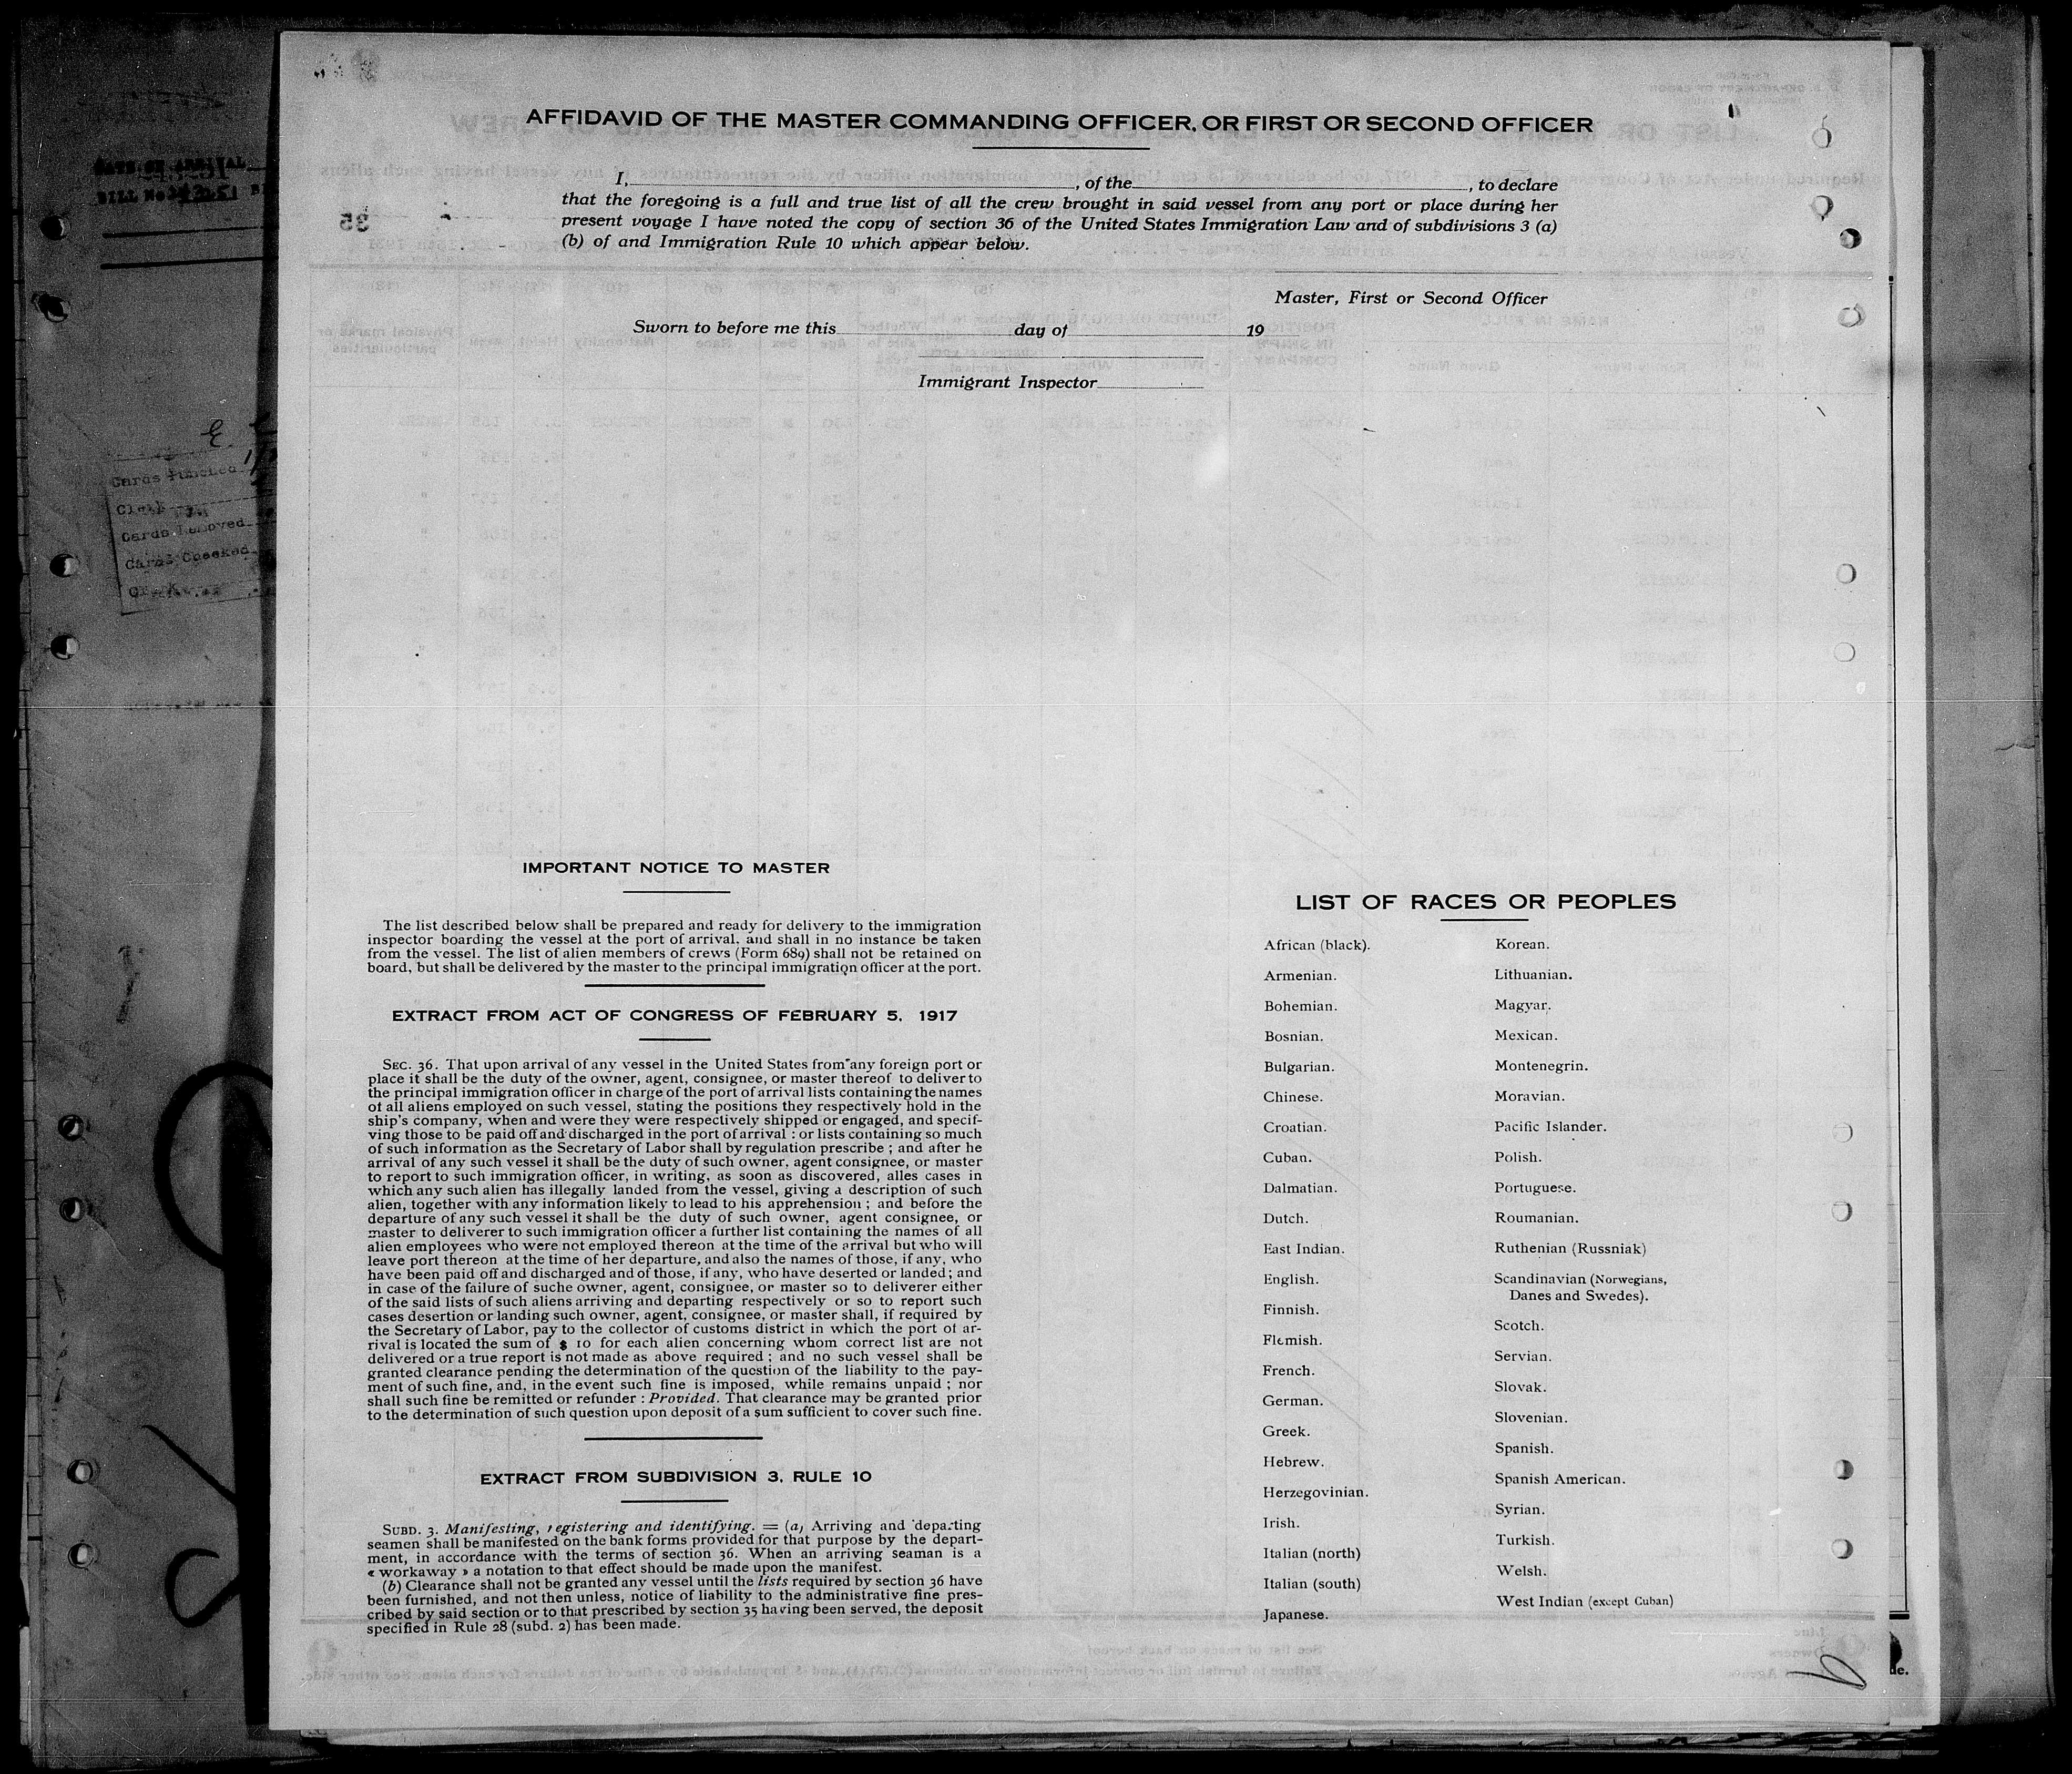 AFFIDAVID OF THE MASTER COMMANDING OFFICER, OR FIRST OR SECOND OFFICER
I, , of the , to declare
that the foregoing is a full and true list of all the crew brought in said vessel from any port or place during her
present voyage I have noted the copy of section 36 of the United States Immigration Law and of subdivisions 3 (a)
(b) of and Immigration Rule 10 which appear below.
Master, First or Second Officer
Sworn to before me this day of 19
Immigrant Inspector
IMPORTANT NOTICE TO MASTER
The list described below shall be prepared and ready for delivery to the immigration
inspector boarding the vessel at the port of arrival, and shall in no instance be taken
from the vessel. The list of alien members of crews (Form 689) shall not be retained on
board, but shall be delivered by the master to the principal immigration officer at the port.
EXTRACT FROM ACT OF CONGRESS OF FEBRUARY 5, 1917
SEC. 36. That upon arrival of any vessel in the United States from any foreign port or
place it shall be the duty of the owner, agent, consignee, or master thereof to deliver to
the principal immigration officer in charge of the port of arrival lists containing the names
of all aliens employed on such vessel, stating the positions they respectively hold in the
ship's company, when and were they were respectively shipped or engaged, and specif-
ving those to be paid off and discharged in the port of arrival : or lists containing so much
of such information as the Secretary of Labor shall by regulation prescribe ; and after he
arrival of any such vessel it shall be the duty of such owner, agent consignee, or master
to report to such immigration officer, in writing, as soon as discovered, alles cases in
which any such alien has illegally landed from the vessel, giving a description of such
alien, together with any information likely to lead to his apprehension ; and before the
departure of any such vessel it shall be the duty of such owner, agent consignee, or
master to deliverer to such immigration officer a further list containing the names of all
alien employees who were not employed thereon at the time of the arrival but who will
leave port thereon at the time of her departure, and also the names of those, if any, who
have been paid off and discharged and of those, if any, who have deserted or landed ; and
in case of the failure of suche owner, agent, consignee, or master so to deliverer either
of the said lists of such aliens arriving and departing respectively or so to report such
cases desertion or landing such owner, agent, consignee, or master shall, if required by
the Secretary of Labor, pay to the collector of customs district in which the port of ar-
rival is located the sum of $ 10 for each alien concerning whom correct list are not
delivered or a true report is not made as above required ; and no such vessel shall be
granted clearance pending the determination of the question of the liability to the pay-
ment of such fine, and, in the event such fine is imposed, while remains unpaid ; nor
shall such fine be remitted or refunder : Provided. That clearance may be granted prior
to the determination of such question upon deposit of a sum sufficient to cover such fine.
EXTRACT FROM SUBDIVISION 3, RULE 10
SUBD. 3. Manifesting, registering and identifying. = (a) Arriving and departing
seamen shall be manifested on the bank forms provided for that purpose by the depart-
ment, in accordance with the terms of section 36. When an arriving seaman is a
« workaway » a notation to that effect should be made upon the manifest.
(b) Clearance shall not be granted any vessel until the lists required by section 36 have
been furnished, and not then unless, notice of liability to the administrative fine pres-
cribed by said section or to that prescribed by section 35 having been served, the deposit
specified in Rule 28 (subd. 2) has been made.
LIST OF RACES OR PEOPLES
African (black).
Armenian.
Bohemian.
Bosnian.
Bulgarian.
Chinese.
Croatian.
Cuban.
Dalmatian.
Dutch.
East Indian.
English.
Finnish.
Flemish.
French.
German.
Greek.
Hebrew.
Herzegovinian.
Irish.
Italian (north)
Italian (south)
Japanese.
Korean.
Lithuanian.
Magyar.
Mexican.
Montenegrin.
Moravian.
Pacific Islander.
Polish.
Portuguese.
Roumanian.
Ruthenian (Russniak)
Scandinavian (Norwegians,
Danes and Swedes).
Scotch.
Servian.
Slovak.
Slovenian.
Spanish.
Spanish American.
Syrian.
Turkish.
Welsh.
West Indian (except Cuban)
DATE OF ARRIVAL
BILL No
Cards Punched
Clerk
Cards Removed
Cards Checked
de.